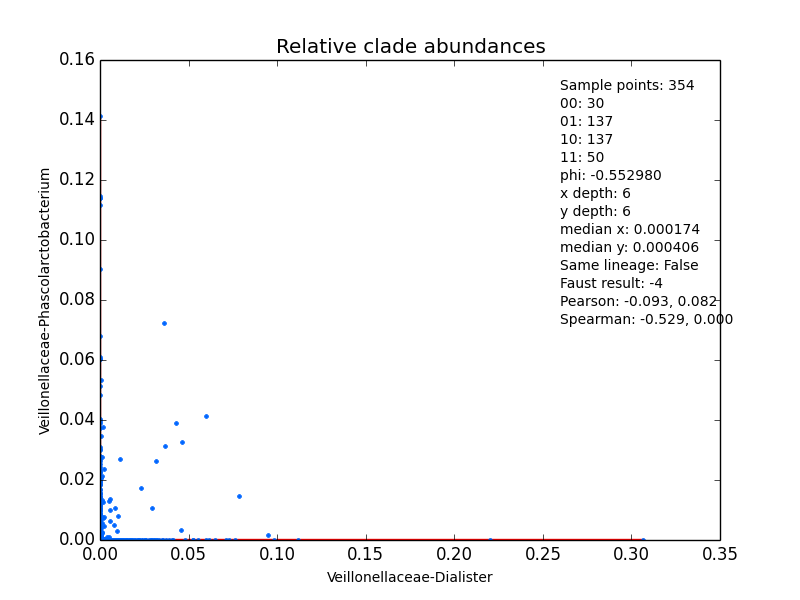 Relative clade abundances
0.16
0.14
0.12
0.10
0.08
0.06
0.04
0.02
0.00
Veillonellaceae-Phascolarctobacterium
Sample points: 354
00: 30
01: 137
10: 137
11: 50
phi: -0.552980
x depth: 6
y depth: 6
median x: 0.000174
median y: 0.000406
Same lineage: False
Faust result: -4
Pearson: -0.093, 0.082
Spearman: -0.529, 0.000
0.00 0.05 0.10 0.15 0.20 0.25 0.30 0.35
Veillonellaceae-Dialister